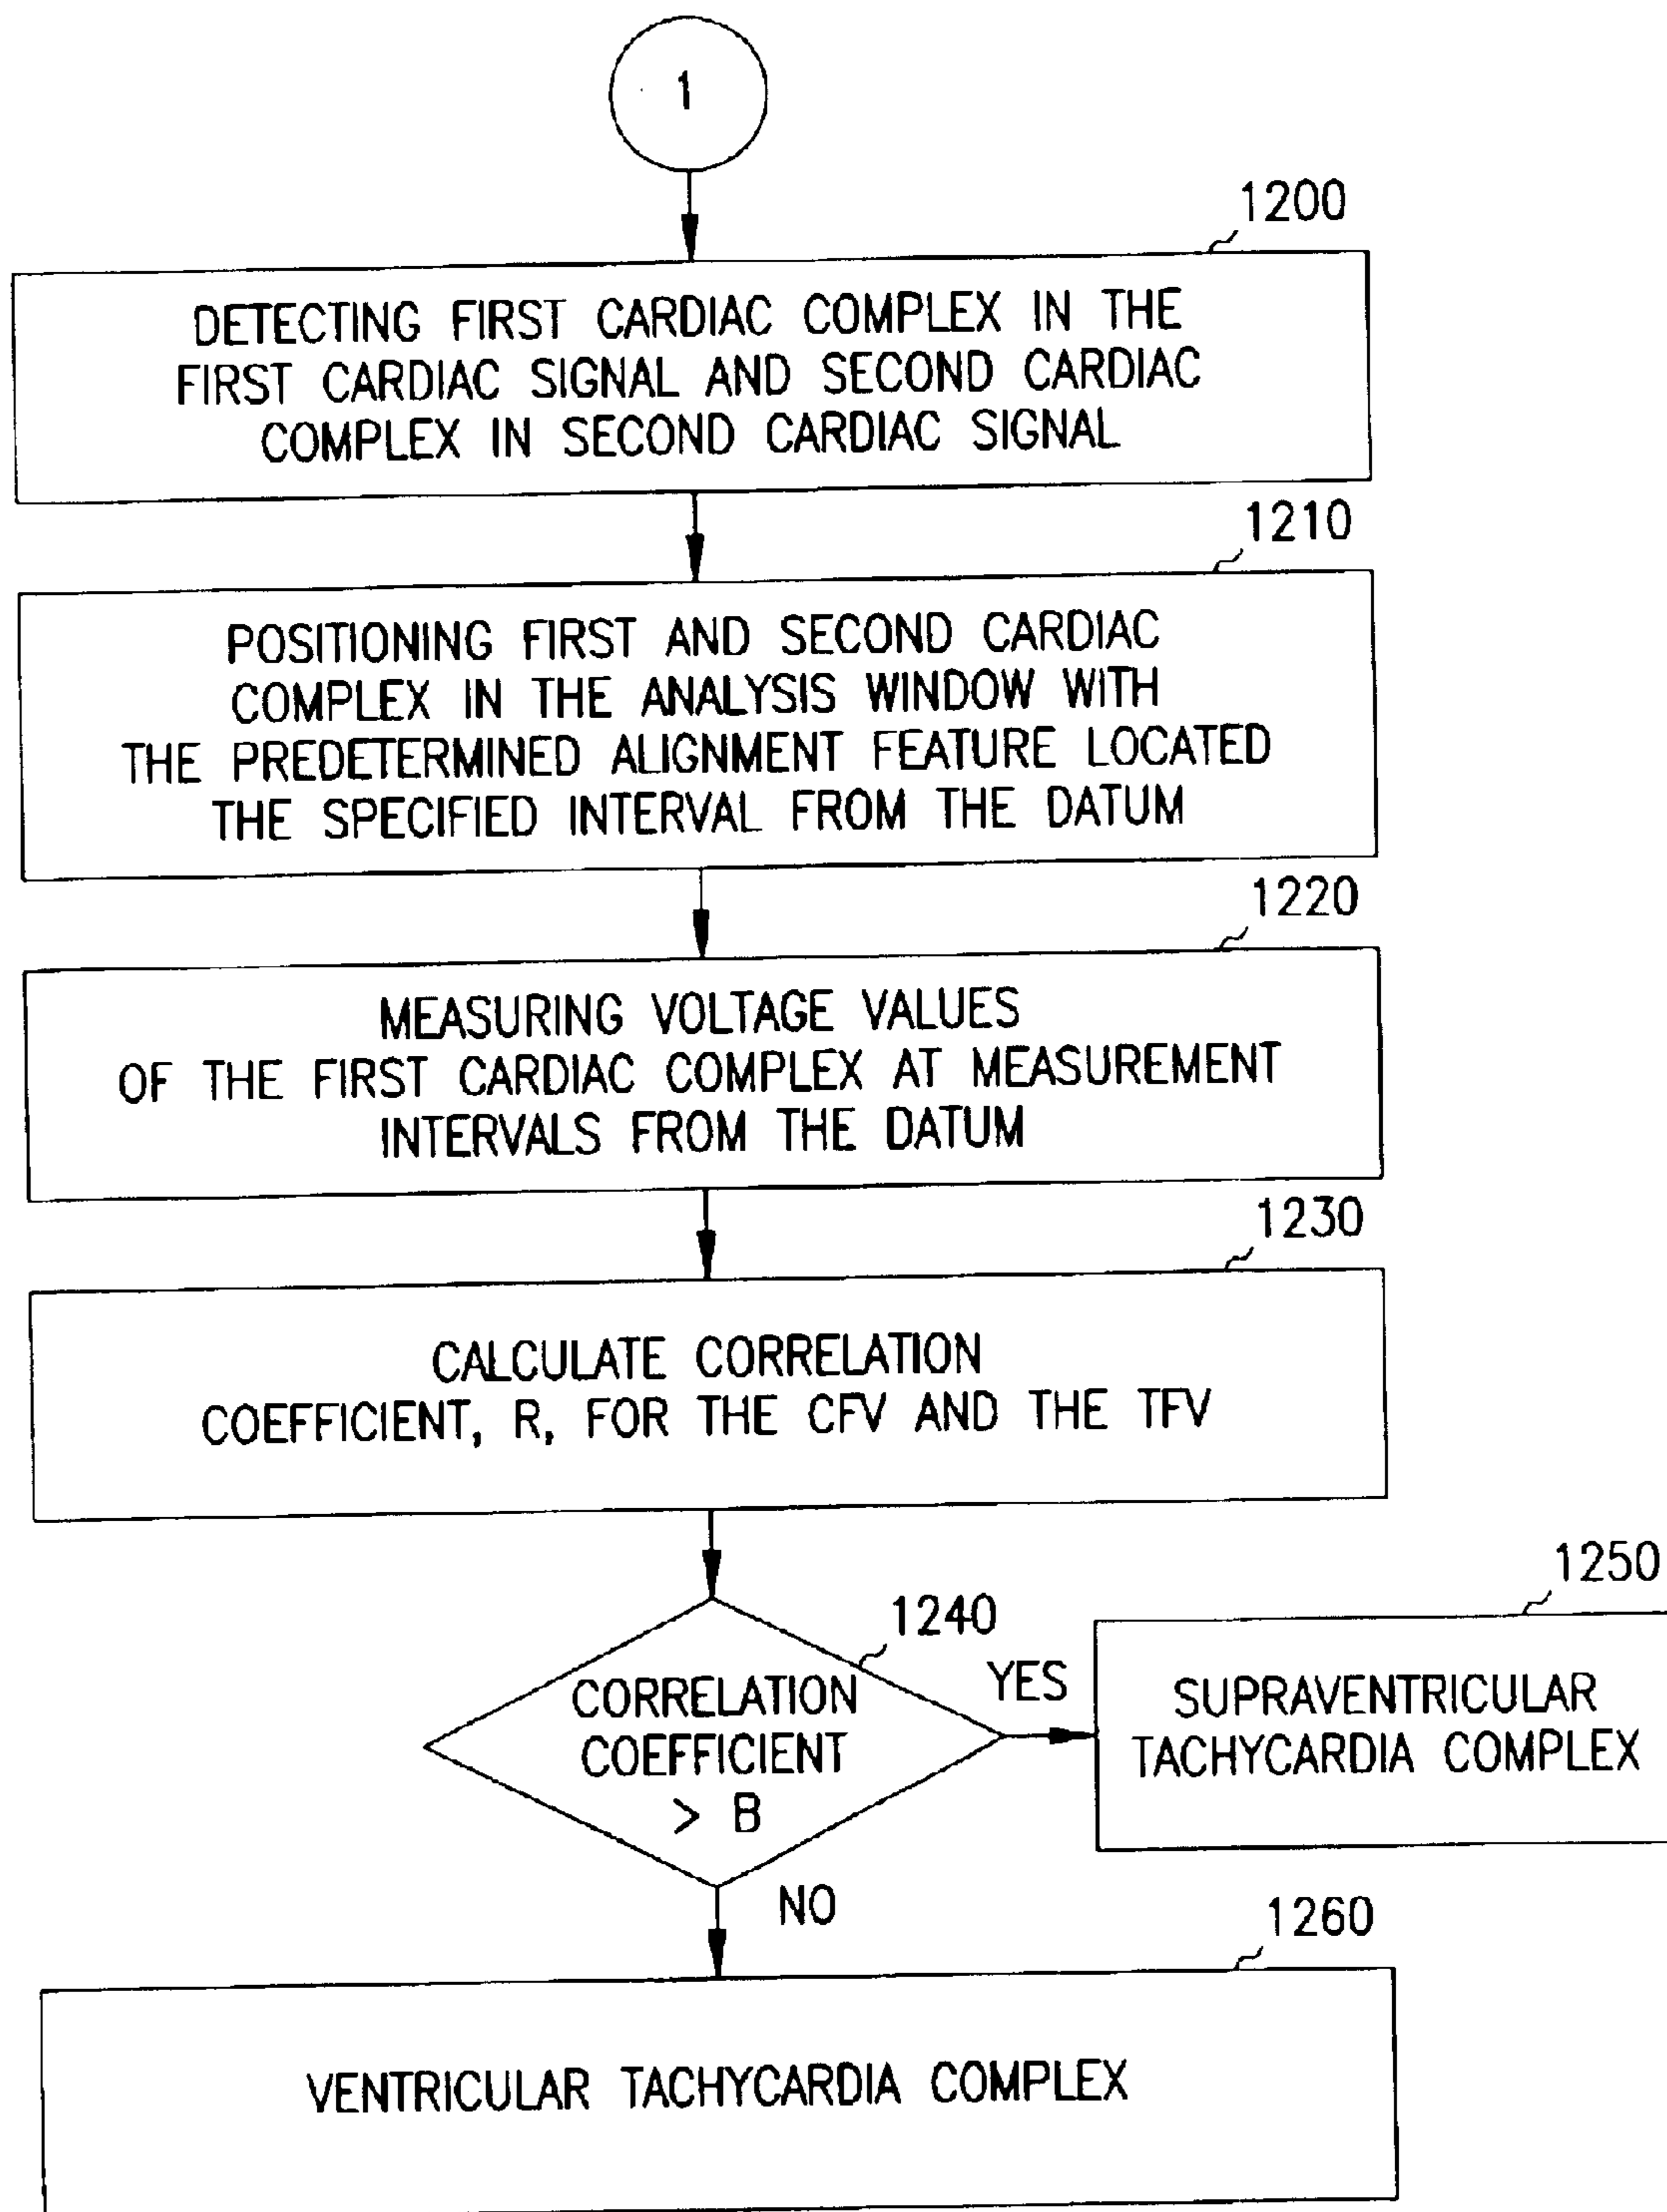 1
1200
DETECTING FIRST CARDIAC COMPLEX IN THE
FIRST CARDIAC SIGNAL AND SECOND CARDIAC
COMPLEX IN SECOND CARDIAC SIGNAL
1210
POSITIONING FIRST AND SECOND CARDIAC
COMPLEX IN THE ANALYSIS WINDOW WITH
THE PREDETERMINED ALIGNMENT FEATURE LOCATED
THE SPECIFIED INTERVAL FROM THE DATUM
1220
MEASURING VOLTAGE VALUES
OF THE FIRST CARDIAC COMPLEX AT MEASUREMENT
INTERVALS FROM THE DATUM
1230
CALCULATE CORRELATION
COEFFICIENT, R, FOR THE CFV AND THE TFV
1240
CORRELATION
COEFFICIENT
> B
YES
1250
SUPRAVENTRICULAR
TACHYCARDIA COMPLEX
NO
1260
VENTRICULAR TACHYCARDIA COMPLEX